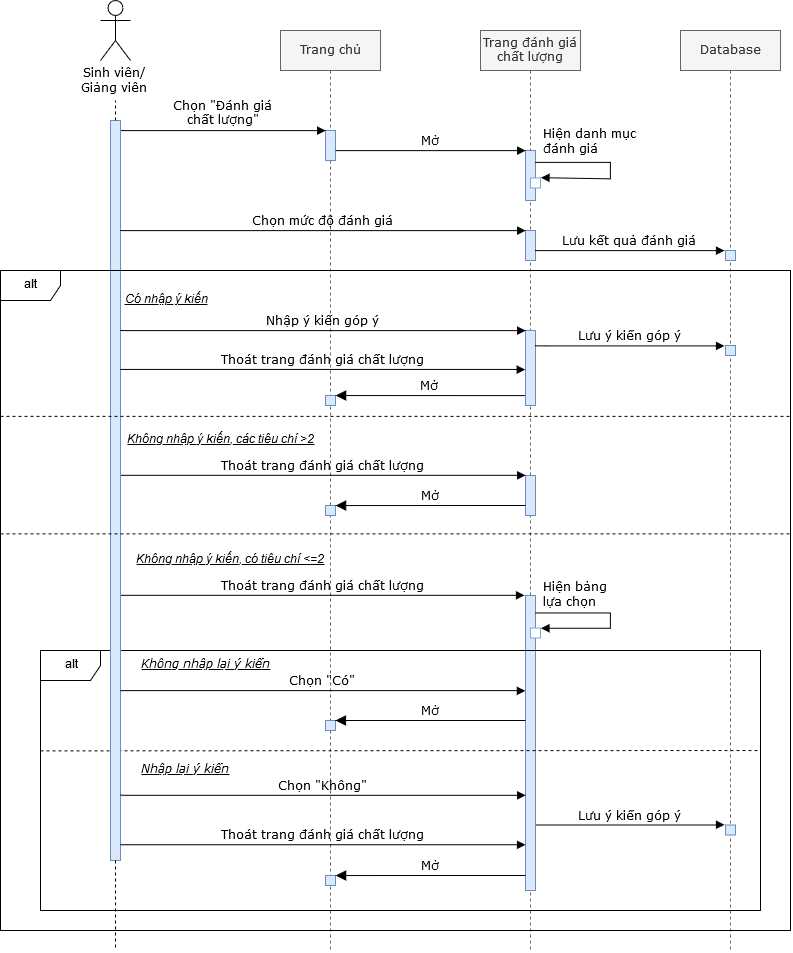 Sinh viên/
Giảng viên
Trang chủ
Trang đánh giá
chất lượng
Database
Chọn "Đánh giá
chất lượng"
Mở
Hiện danh mục
đánh giá
Chọn mức độ đánh giá
Lưu kết quả đánh giá
alt
Có nhập ý kiến
Nhập ý kiến góp ý
Lưu ý kiến góp ý
Thoát trang đánh giá chất lượng
Mở
Không nhập ý kiến, các tiêu chí >2
Thoát trang đánh giá chất lượng
Mở
Không nhập ý kiến, có tiêu chí <=2
Thoát trang đánh giá chất lượng
Hiện bảng
lựa chọn
alt
Không nhập lại ý kiến
Chọn "Có"
Mở
Nhập lại ý kiến
Chọn "Không"
Lưu ý kiến góp ý
Thoát trang đánh giá chất lượng
Mở